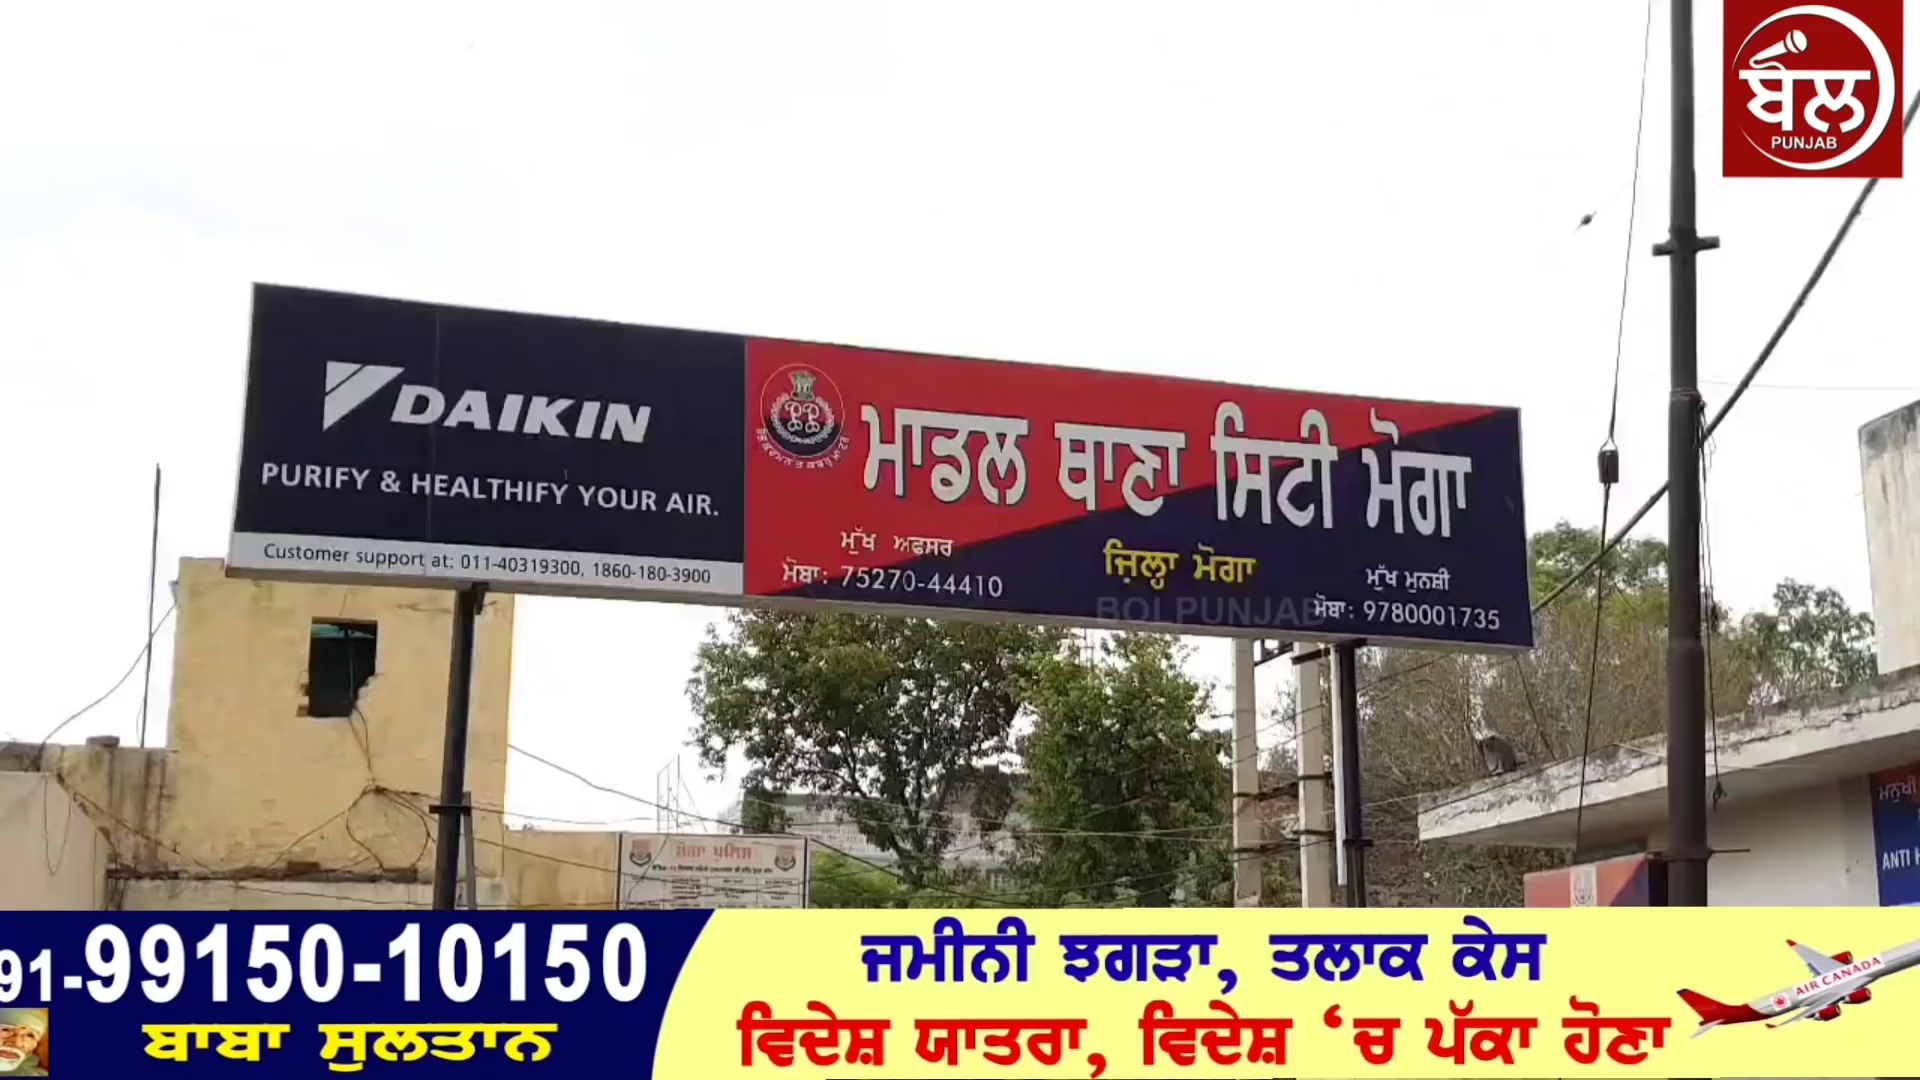 ਬੋਲ
PUNJAB
DAIKIN
PURIFY & HEALTHIFY YOUR AIR.
Customer support at: 011-40319300, 1860-180-3900
ਮਾਡਲ ਥਾਣਾ ਸਿਟੀ ਮੋਗਾ
ਮੁੱਖ ਅਫਸਰ
ਮੋਬਾ: 75270-44410
ਜ਼ਿਲ੍ਹਾ ਮੋਗਾ
ਮੁੱਖ ਮੁਨਸ਼ੀ
ਮੋਬਾ: 9780001735
BOLPUNJAB
ਮੋਗਾ ਪੁਲਿਸ
ਮਨੁਖੀ
ANTI
91-99150-10150
ਬਾਬਾ ਸੁਲਤਾਨ
ਜਮੀਨੀ ਝਗੜਾ, ਤਲਾਕ ਕੇਸ
ਵਿਦੇਸ਼ ਯਾਤਰਾ, ਵਿਦੇਸ਼ ‘ਚ ਪੱਕਾ ਹੋਣਾ
AIR CANADA